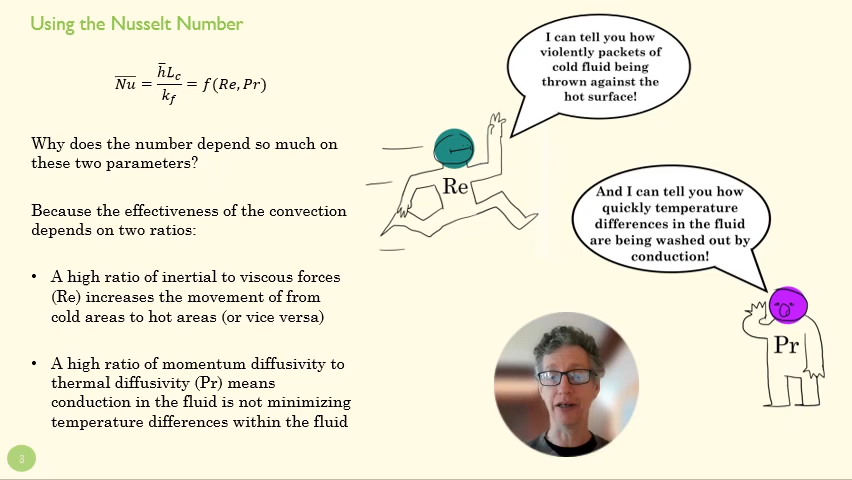 Using the Nusselt Number
N̅u̅ = h̄L_c / k_f = f(Re, Pr)
Why does the number depend so much on
these two parameters?
Because the effectiveness of the convection
depends on two ratios:
• A high ratio of inertial to viscous forces
(Re) increases the movement of from
cold areas to hot areas (or vice versa)
• A high ratio of momentum diffusivity to
thermal diffusivity (Pr) means
conduction in the fluid is not minimizing
temperature differences within the fluid
I can tell you how
violently packets of
cold fluid being
thrown against the
hot surface!
Re
And I can tell you how
quickly temperature
differences in the fluid
are being washed out by
conduction!
Pr
3